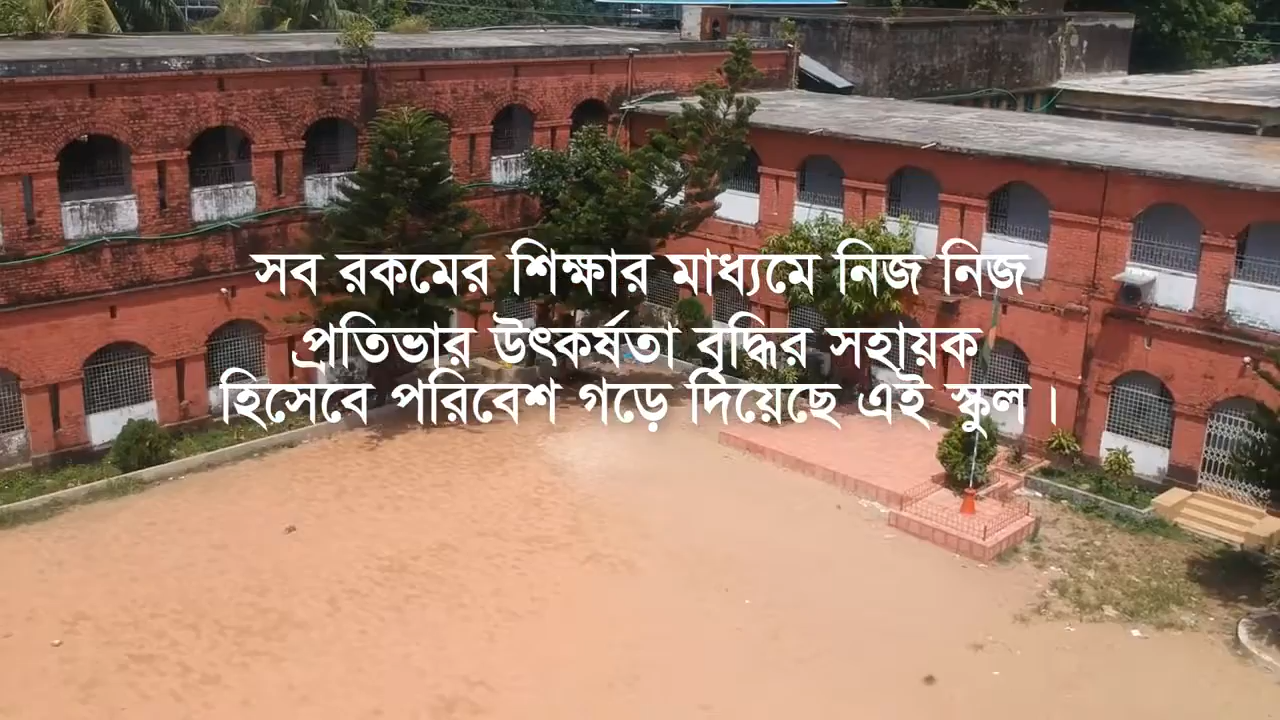 সব রকমের শিক্ষার মাধ্যমে নিজ নিজ
প্রতিভার উৎকর্ষতা বৃদ্ধির সহায়ক
হিসেবে পরিবেশ গড়ে দিয়েছে এই স্কুল।